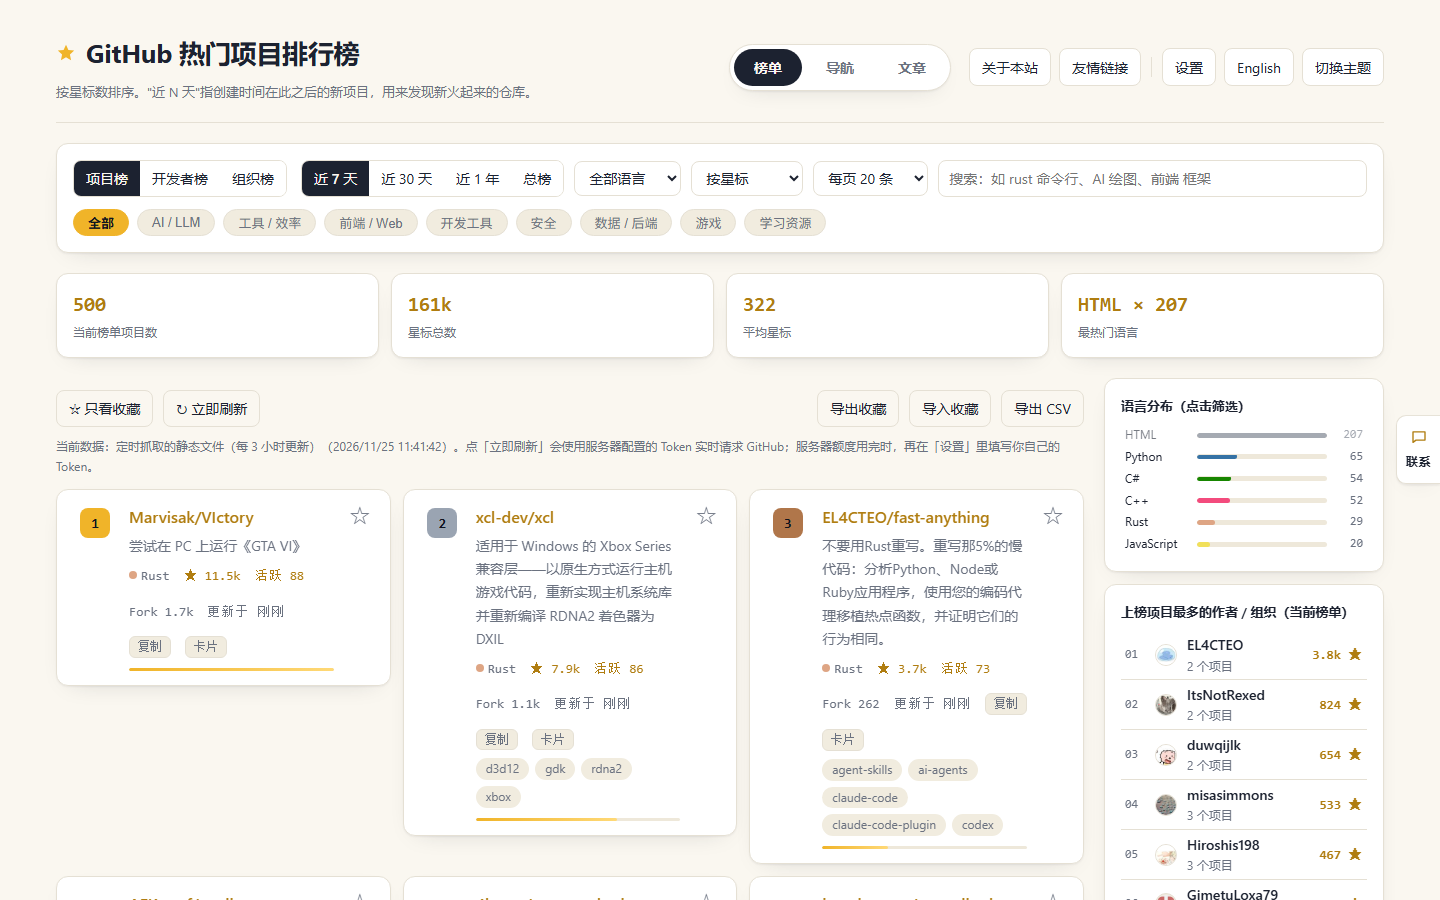 GitHub 热门项目排行榜
按星标数排序。"近 N 天"指创建时间在此之后的新项目，用来发现新火起来的仓库。
榜单 导航 文章
关于本站 友情链接 设置 English 切换主题
项目榜 开发者榜 组织榜 近 7 天 近 30 天 近 1 年 总榜 全部语言 按星标 每页 20 条 搜索：如 rust 命令行、AI 绘图、前端 框架
全部 AI / LLM 工具 / 效率 前端 / Web 开发工具 安全 数据 / 后端 游戏 学习资源
500
当前榜单项目数
161k
星标总数
322
平均星标
HTML × 207
最热门语言
☆ 只看收藏 ↻ 立即刷新 导出收藏 导入收藏 导出 CSV
当前数据：定时抓取的静态文件（每 3 小时更新）（2026/11/25 11:41:42）。点「立即刷新」会使用服务器配置的 Token 实时请求 GitHub；服务器额度用完时，再在「设置」里填写你自己的
Token。
1
Marvisak/VIctory
尝试在 PC 上运行《GTA VI》
Rust ★ 11.5k 活跃 88
Fork 1.7k 更新于 刚刚
复制 卡片
2
xcl-dev/xcl
适用于 Windows 的 Xbox Series
兼容层——以原生方式运行主机
游戏代码，重新实现主机系统库
并重新编译 RDNA2 着色器为
DXIL
Rust ★ 7.9k 活跃 86
Fork 1.1k 更新于 刚刚
复制 卡片
d3d12 gdk rdna2
xbox
3
EL4CTEO/fast-anything
不要用Rust重写。重写那5%的慢
代码：分析Python、Node或
Ruby应用程序，使用您的编码代
理移植热点函数，并证明它们的
行为相同。
Rust ★ 3.7k 活跃 73
Fork 262 更新于 刚刚 复制
卡片
agent-skills ai-agents
claude-code
claude-code-plugin codex
语言分布（点击筛选）
HTML 207
Python 65
C# 54
C++ 52
Rust 29
JavaScript 20
上榜项目最多的作者 / 组织（当前榜单）
01 EL4CTEO 3.8k ★
2 个项目
02 ItsNotRexed 824 ★
2 个项目
03 duwqijlk 654 ★
2 个项目
04 misasimmons 533 ★
3 个项目
05 Hiroshis198 467 ★
3 个项目
GimetuLoxa79
联系